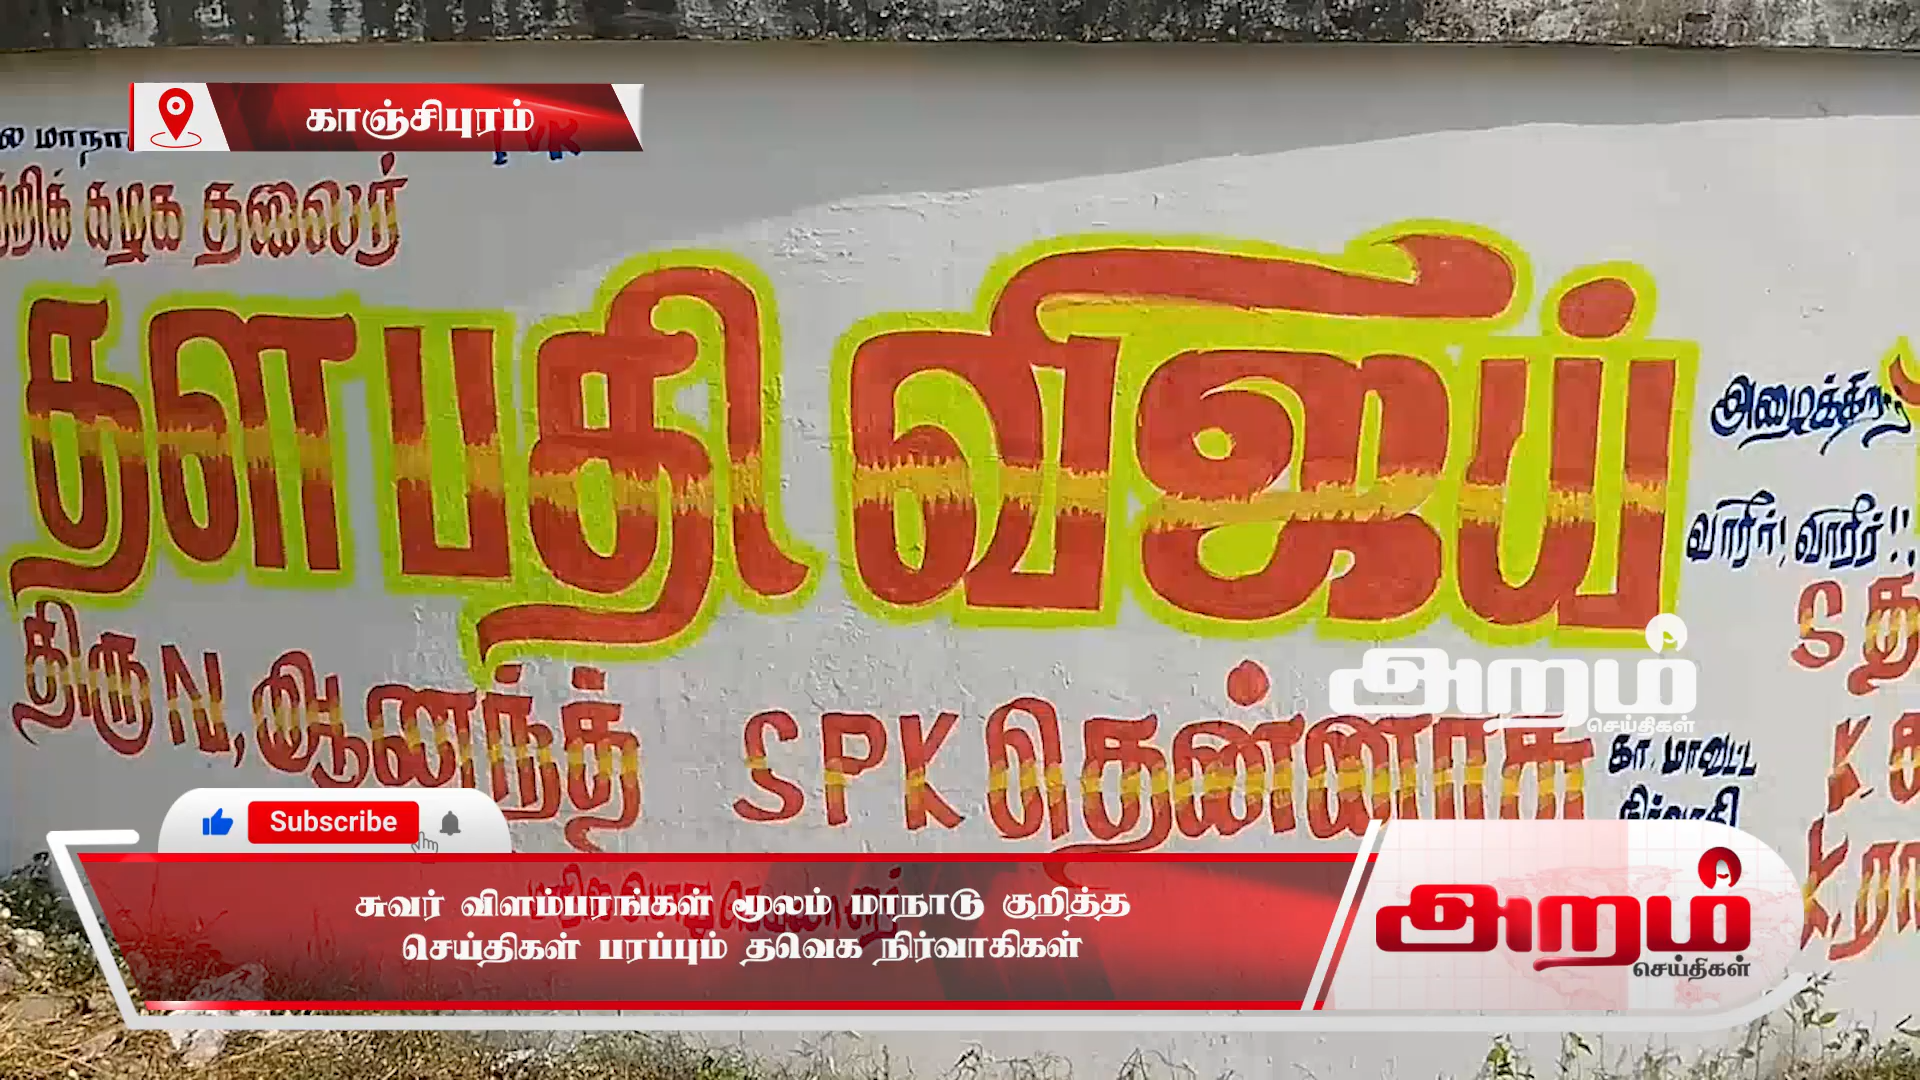 காஞ்சிபுரம்
மாநா
TVK
றிக் கழக தலைவர்
தளபதி விஜய்
அழைக்கிறார்
வாரீர்! வாரீர்!!
திரு N, ஆனந்த் SPK தென்னரசு
கா, மாவட்ட
நிர்வாகி
அறம்
செய்திகள்
Subscribe
சுவர் விளம்பரங்கள் மூலம் மாநாடு குறித்த
செய்திகள் பரப்பும் தவெக நிர்வாகிகள்
அறம்
செய்திகள்